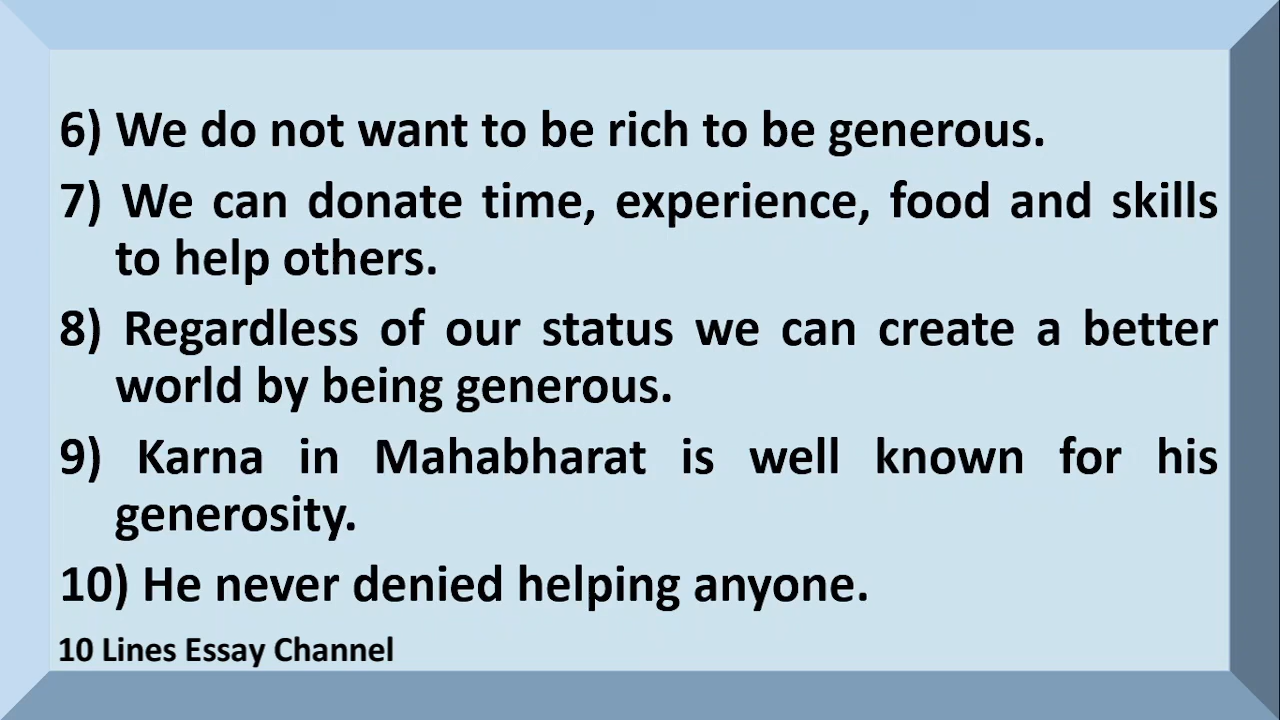 6) We do not want to be rich to be generous.
7) We can donate time, experience, food and skills
to help others.
8) Regardless of our status we can create a better
world by being generous.
9) Karna in Mahabharat is well known for his
generosity.
10) He never denied helping anyone.
10 Lines Essay Channel